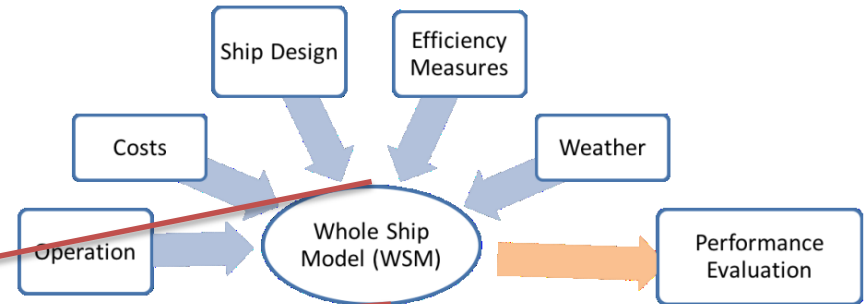 Ship Design
Efficiency
Measures
Costs
Weather
Operation
Whole Ship
Model (WSM)
Performance
Evaluation